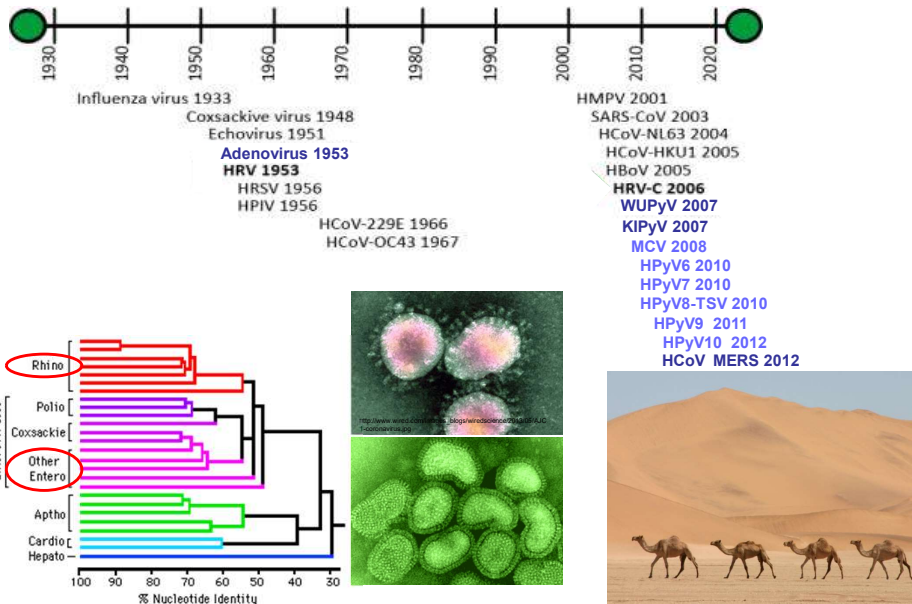 1930
1940
1950
1960
1970
1980
1990
2000
2010
2020
Influenza virus 1933
Coxsackive virus 1948
Echovirus 1951
Adenovirus 1953
HRV 1953
HRSV 1956
HPIV 1956
HCoV-229E 1966
HCoV-OC43 1967
HMPV 2001
SARS-CoV 2003
HCoV-NL63 2004
HCoV-HKU1 2005
HBoV 2005
HRV-C 2006
WUPyV 2007
KIPyV 2007
MCV 2008
HPyV6 2010
HPyV7 2010
HPyV8-TSV 2010
HPyV9 2011
HPyV10 2012
HCoV MERS 2012
Rhino
Polio
Coxsackie
Other
Entero
Aptho
Cardio
Hepato
100 90 80 70 60 50 40 30
% Nucleotide Identity
1-coronavirus.jpg